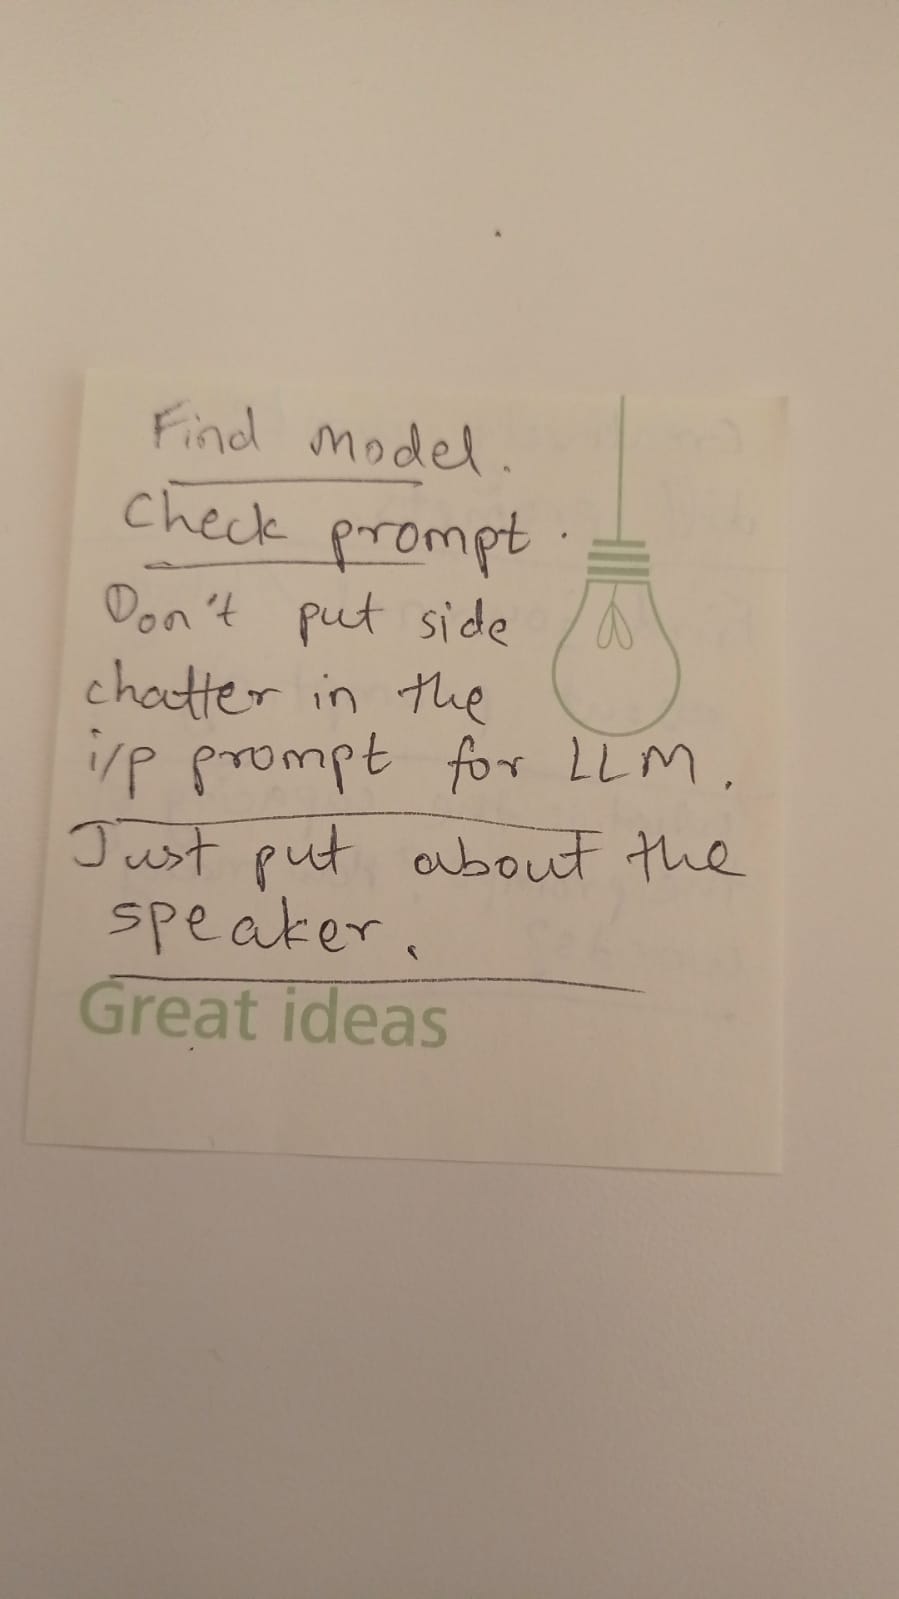 Find model.
Check prompt.
Don't put side
chatter in the
i/p prompt for LLM.
Just put about the
speaker.
Great ideas